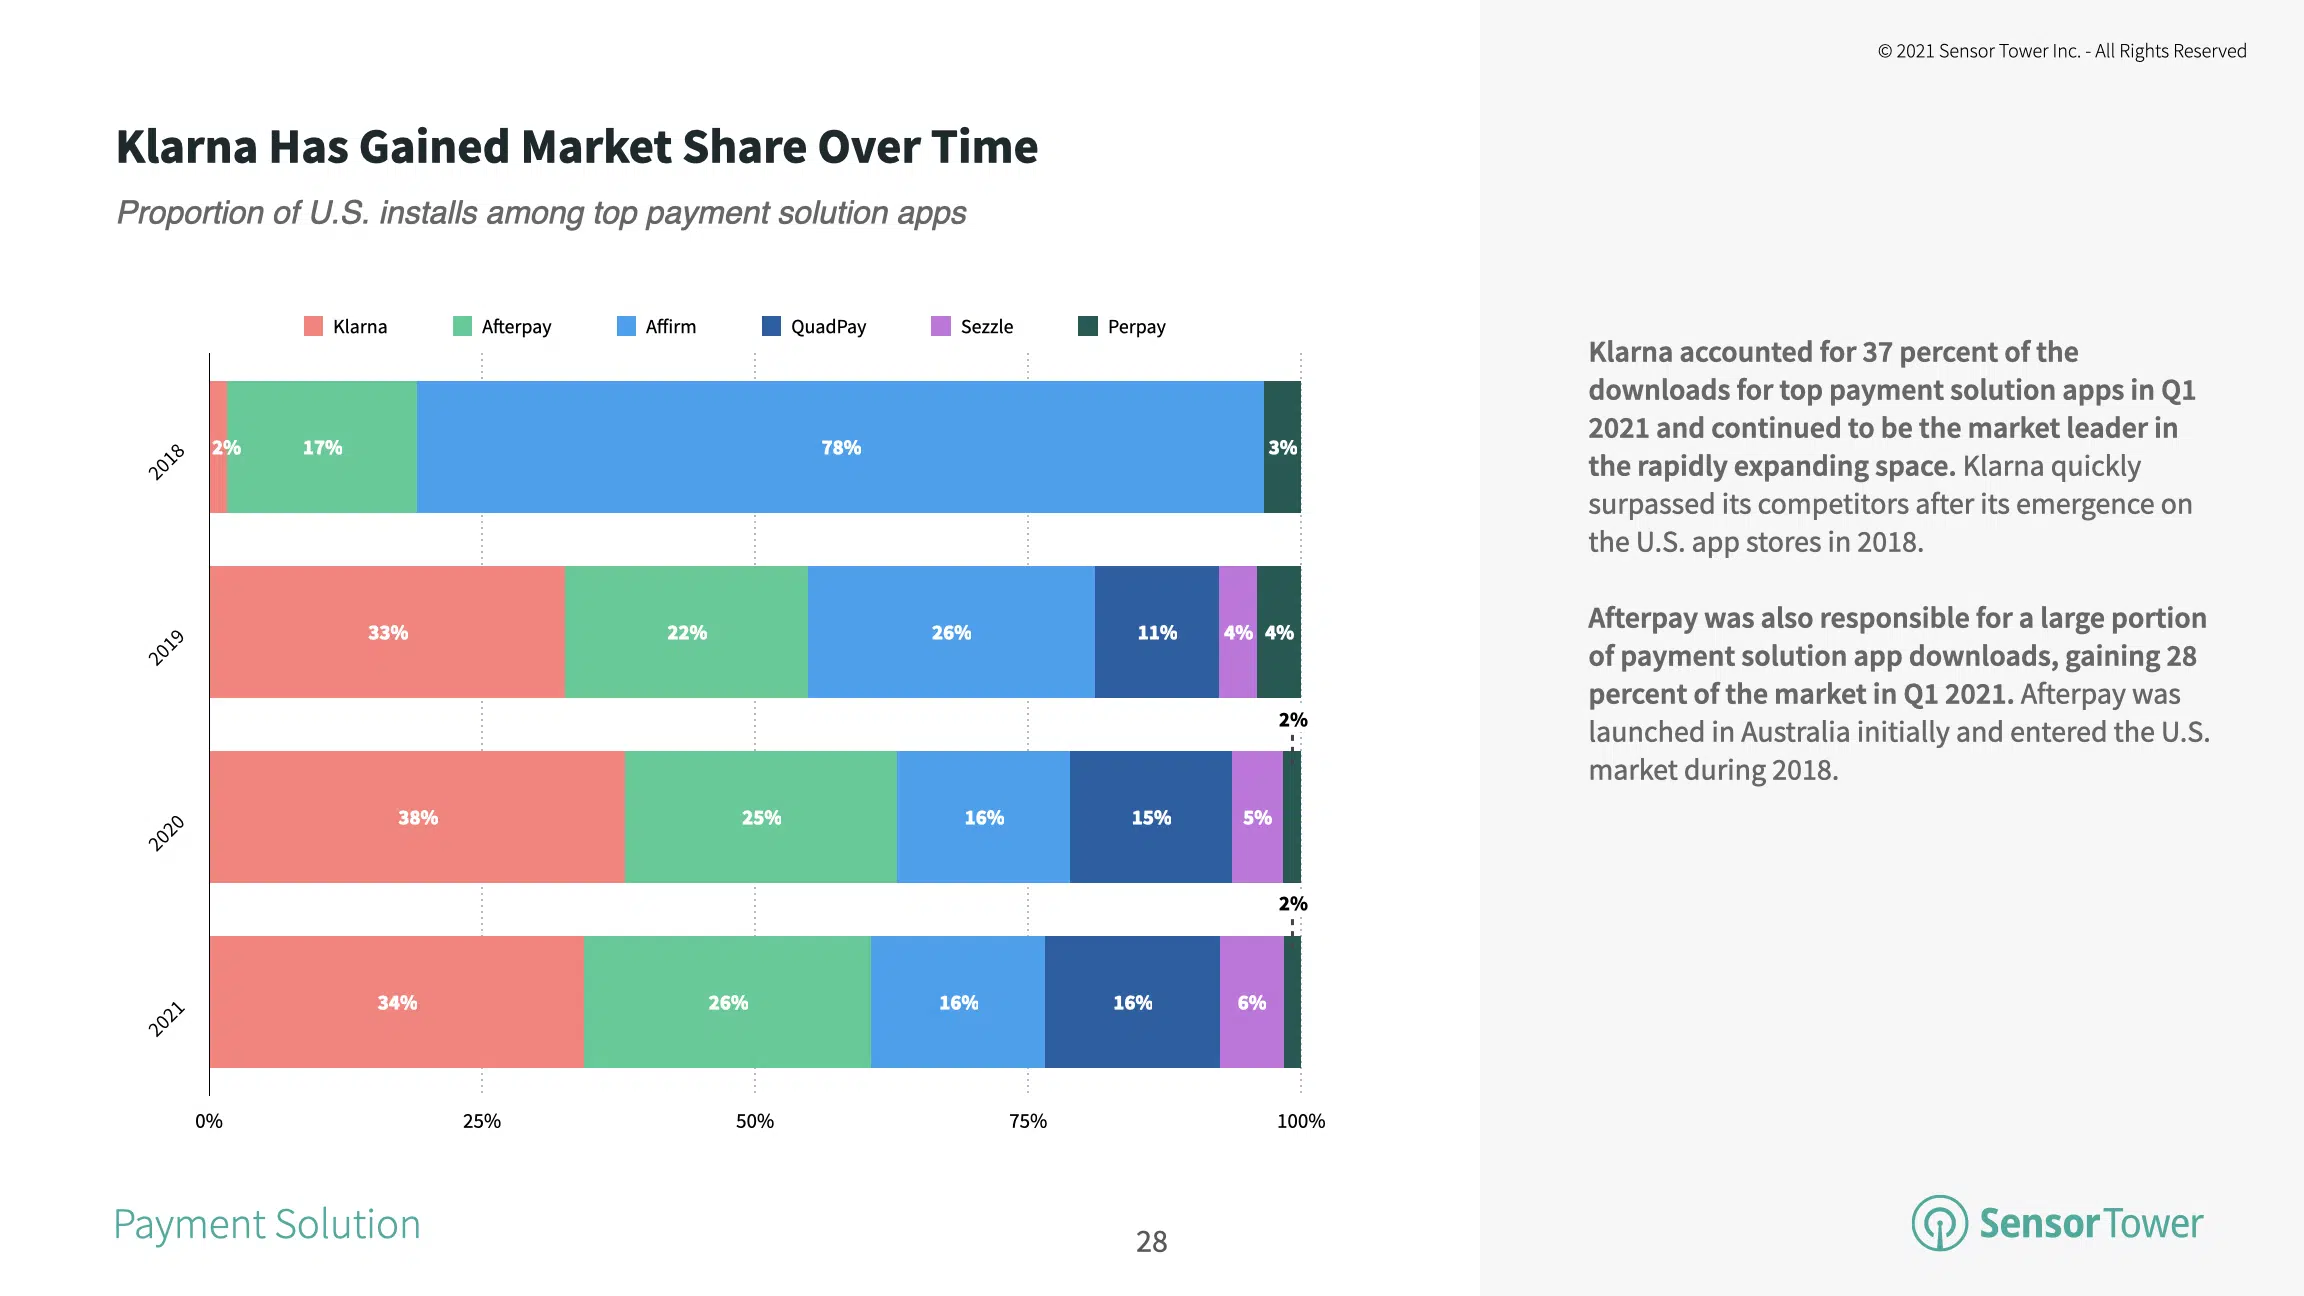 © 2021 Sensor Tower Inc. - All Rights Reserved
Klarna Has Gained Market Share Over Time
Proportion of U.S. installs among top payment solution apps
Klarna
Afterpay
Affirm
QuadPay
Sezzle
Perpay
2018
2% 17% 78% 3%
2019
33% 22% 26% 11% 4% 4%
2%
2020
38% 25% 16% 15% 5%
2%
2021
34% 26% 16% 16% 6%
0% 25% 50% 75% 100%
Klarna accounted for 37 percent of the
downloads for top payment solution apps in Q1
2021 and continued to be the market leader in
the rapidly expanding space. Klarna quickly
surpassed its competitors after its emergence on
the U.S. app stores in 2018.
Afterpay was also responsible for a large portion
of payment solution app downloads, gaining 28
percent of the market in Q1 2021. Afterpay was
launched in Australia initially and entered the U.S.
market during 2018.
Payment Solution
28
SensorTower